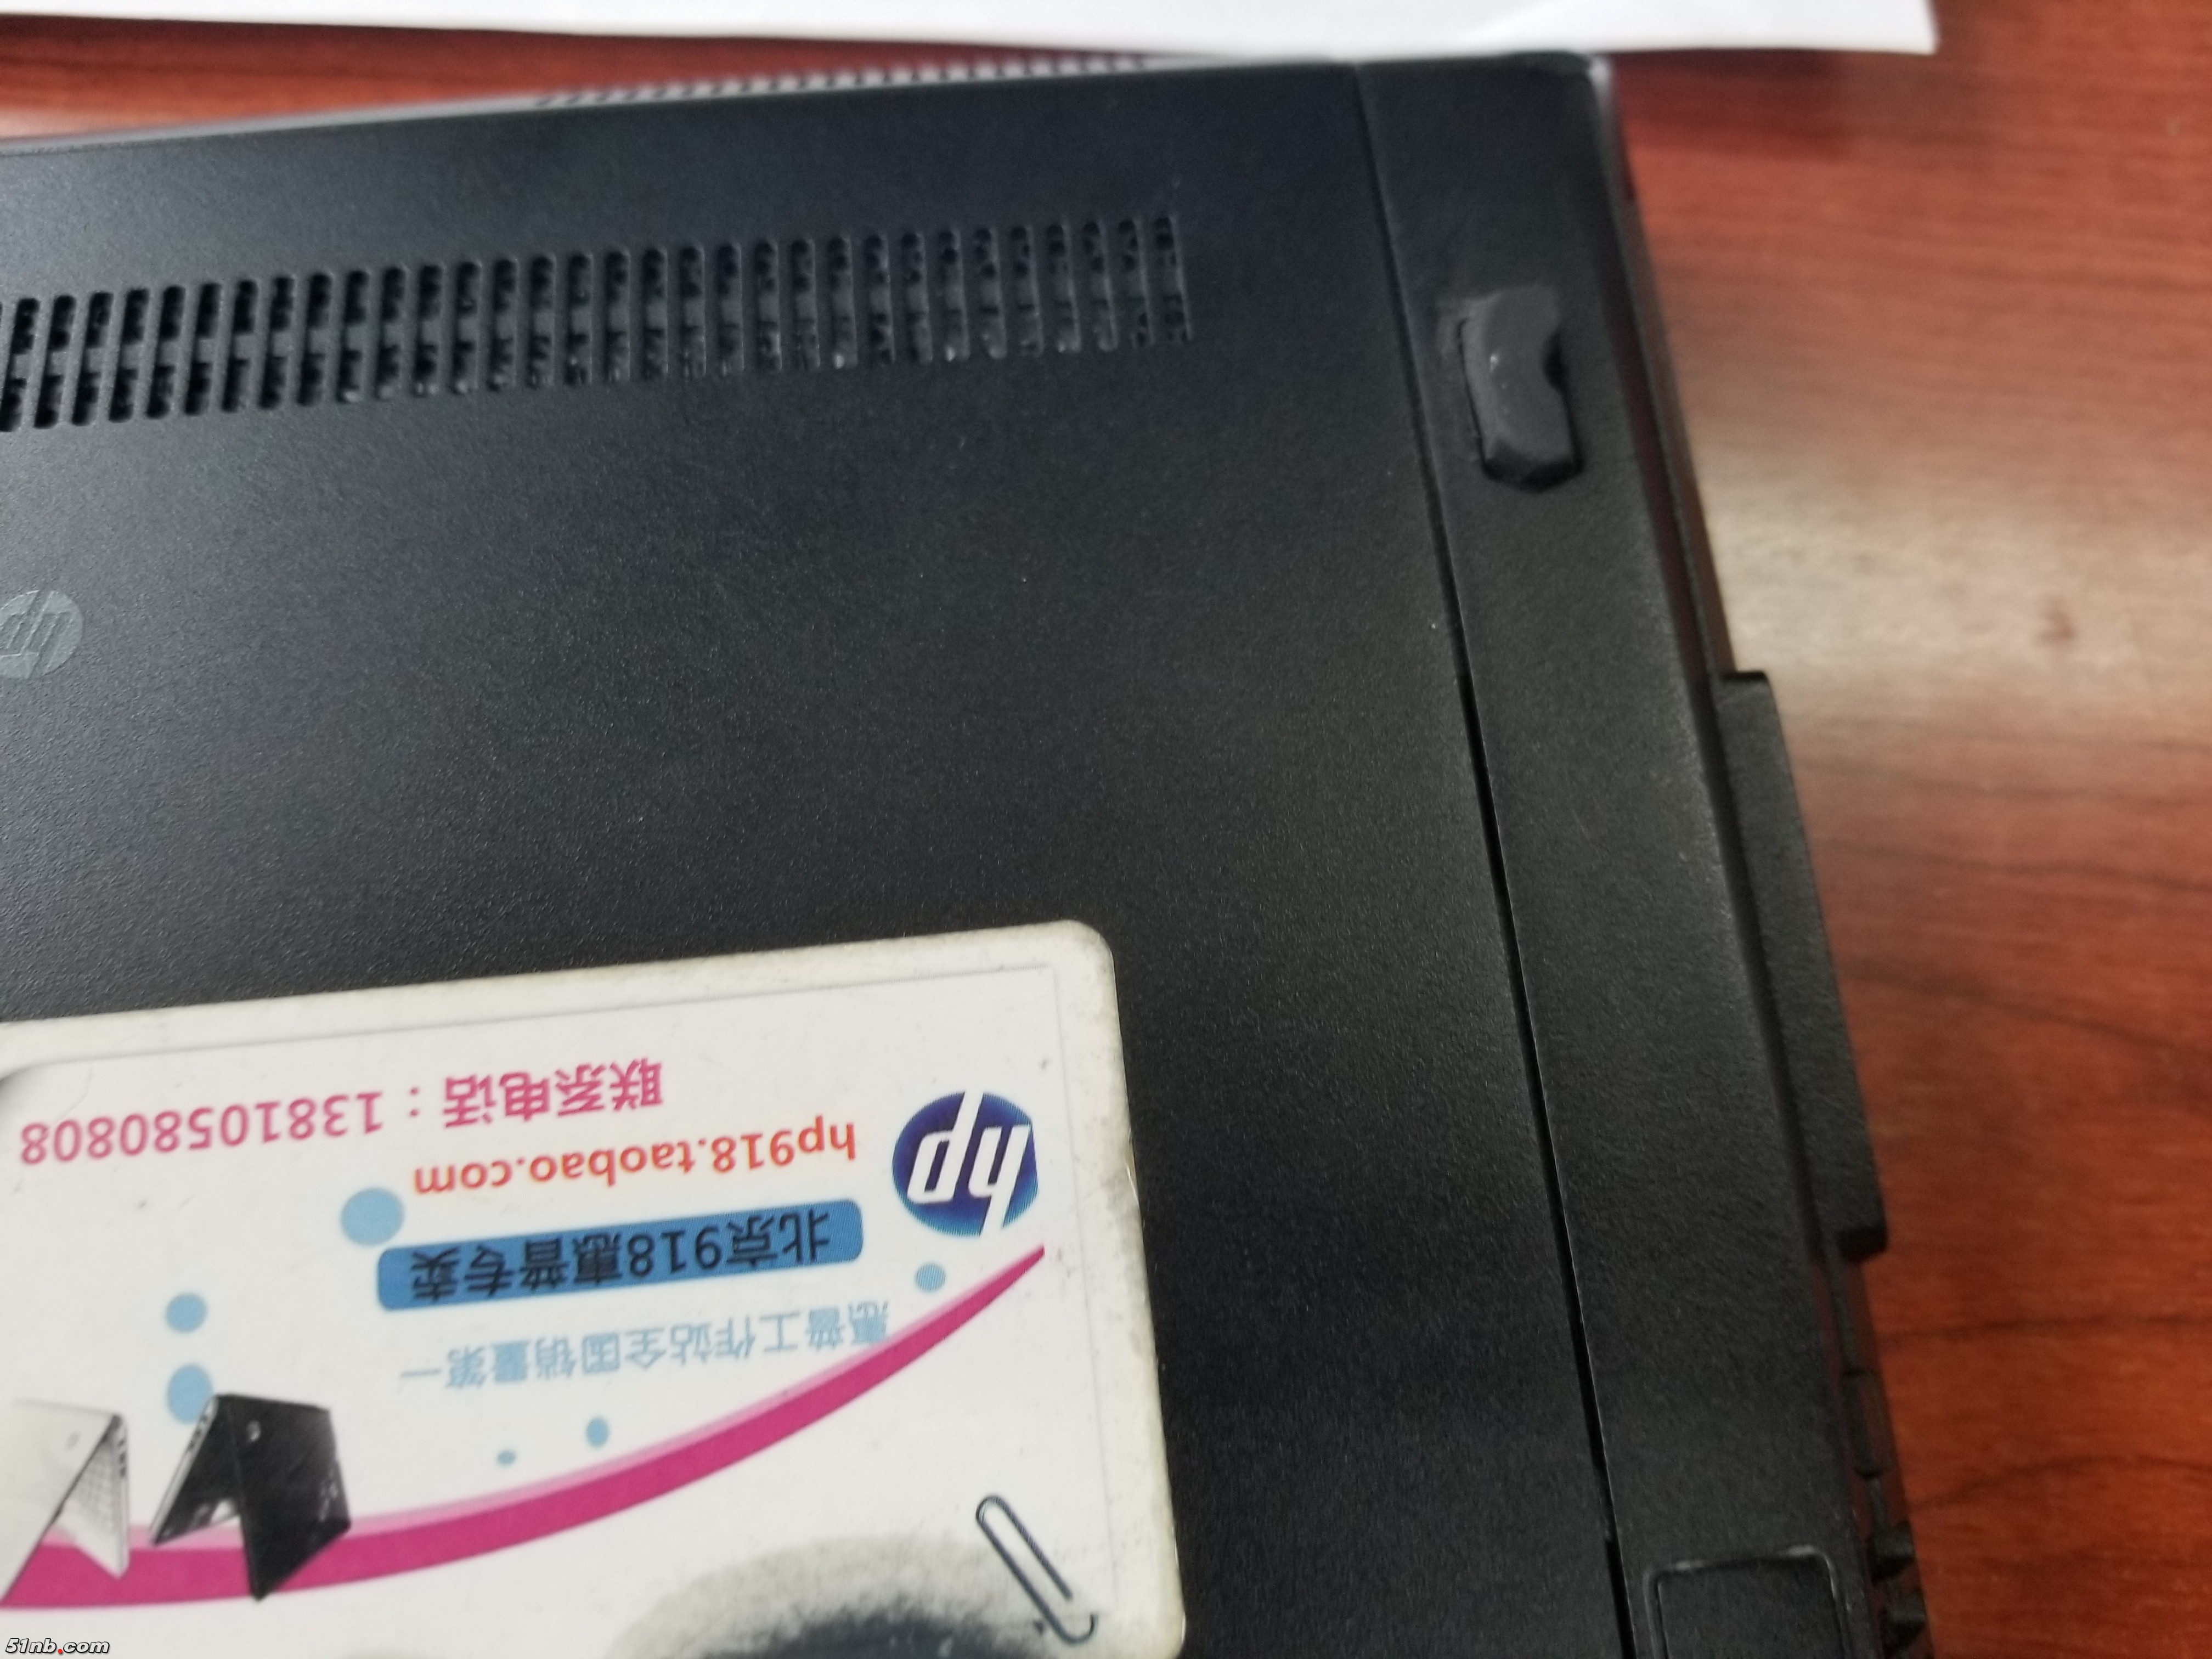 hp
联系电话：13810580808
hp918.taobao.com
hp
北京918惠普专卖
惠普工作站全国销量第一
51nb.com